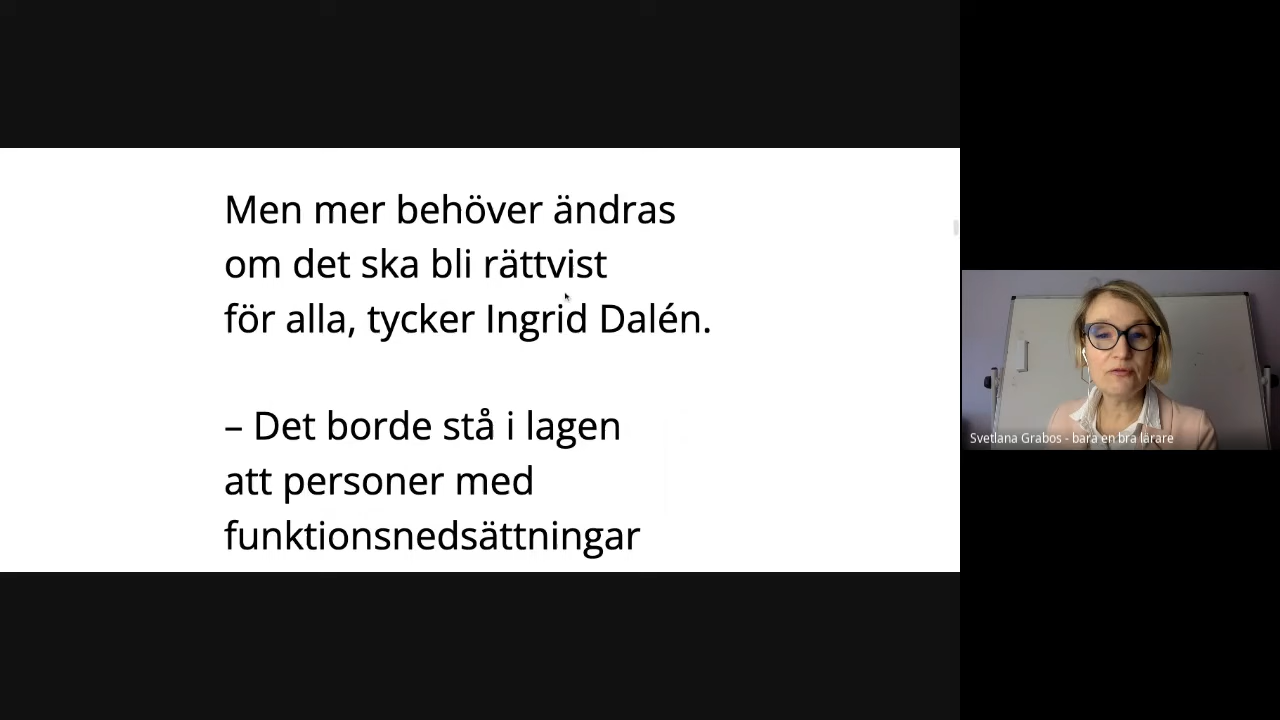 Men mer behöver ändras
om det ska bli rättvist
för alla, tycker Ingrid Dalén.
– Det borde stå i lagen
att personer med
funktionsnedsättningar
Svetlana Grabos - bara en bra lärare